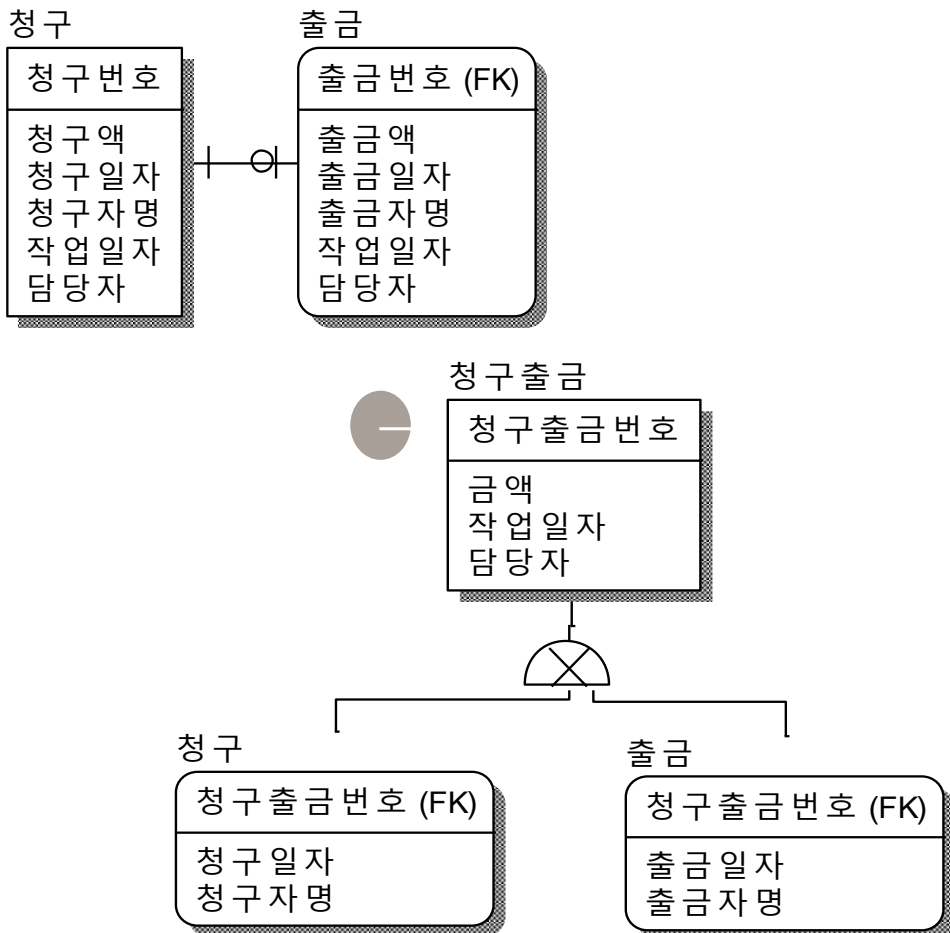 청구
청구번호
청구액
청구일자
청구자명
작업일자
담당자
출금
출금번호 (FK)
출금액
출금일자
출금자명
작업일자
담당자
청구출금
청구출금번호
금액
작업일자
담당자
청구
청구출금번호 (FK)
청구일자
청구자명
출금
청구출금번호 (FK)
출금일자
출금자명